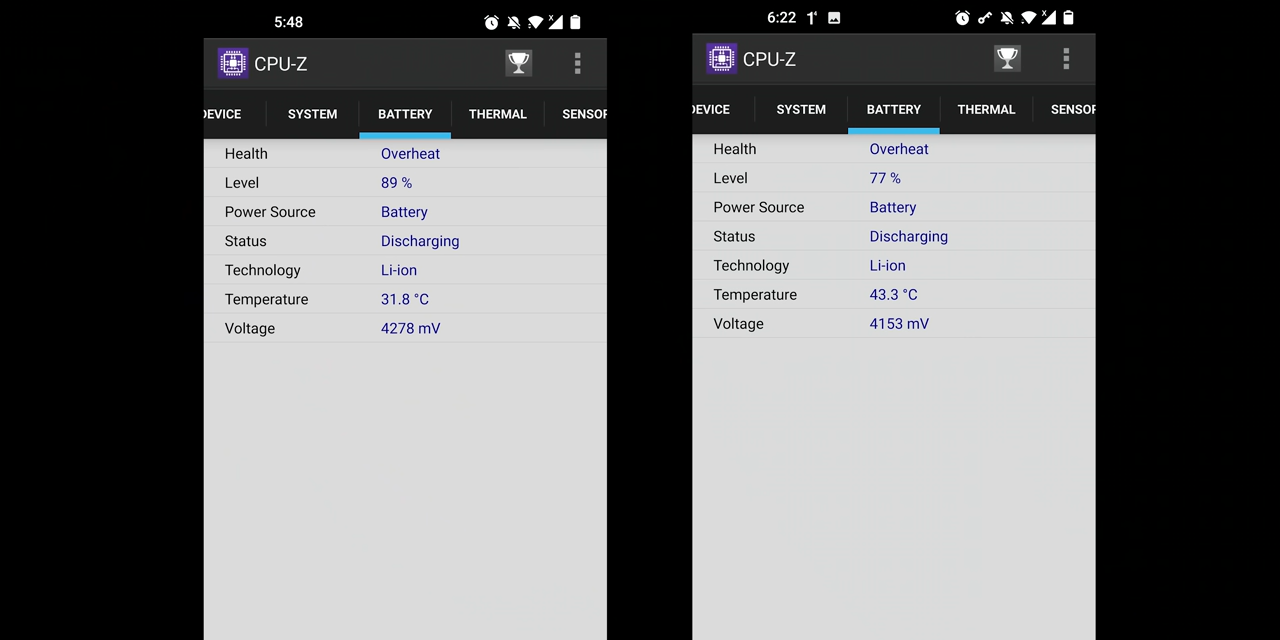 5:48
CPU-Z
DEVICE SYSTEM BATTERY THERMAL SENSOR
Health Overheat
Level 89 %
Power Source Battery
Status Discharging
Technology Li-ion
Temperature 31.8 °C
Voltage 4278 mV
6:22
CPU-Z
DEVICE SYSTEM BATTERY THERMAL SENSOR
Health Overheat
Level 77 %
Power Source Battery
Status Discharging
Technology Li-ion
Temperature 43.3 °C
Voltage 4153 mV